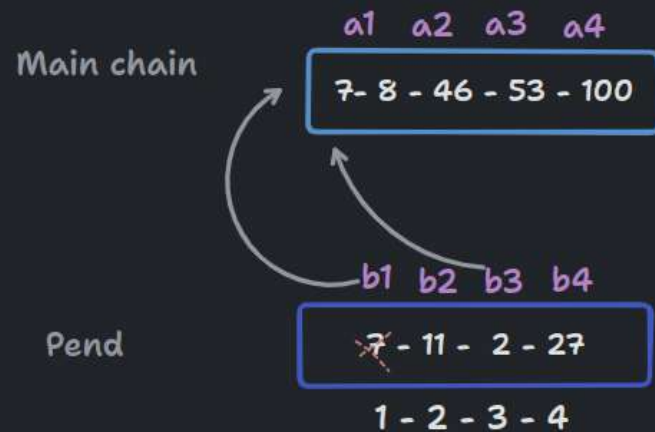 a1 a2 a3 a4
Main chain
7- 8 - 46 - 53 - 100
b1 b2 b3 b4
Pend
7 - 11 - 2 - 27
1 - 2 - 3 - 4